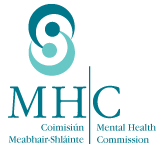 MHC
Coimisiún Mental Health
Meabhair-Shláinte Commission